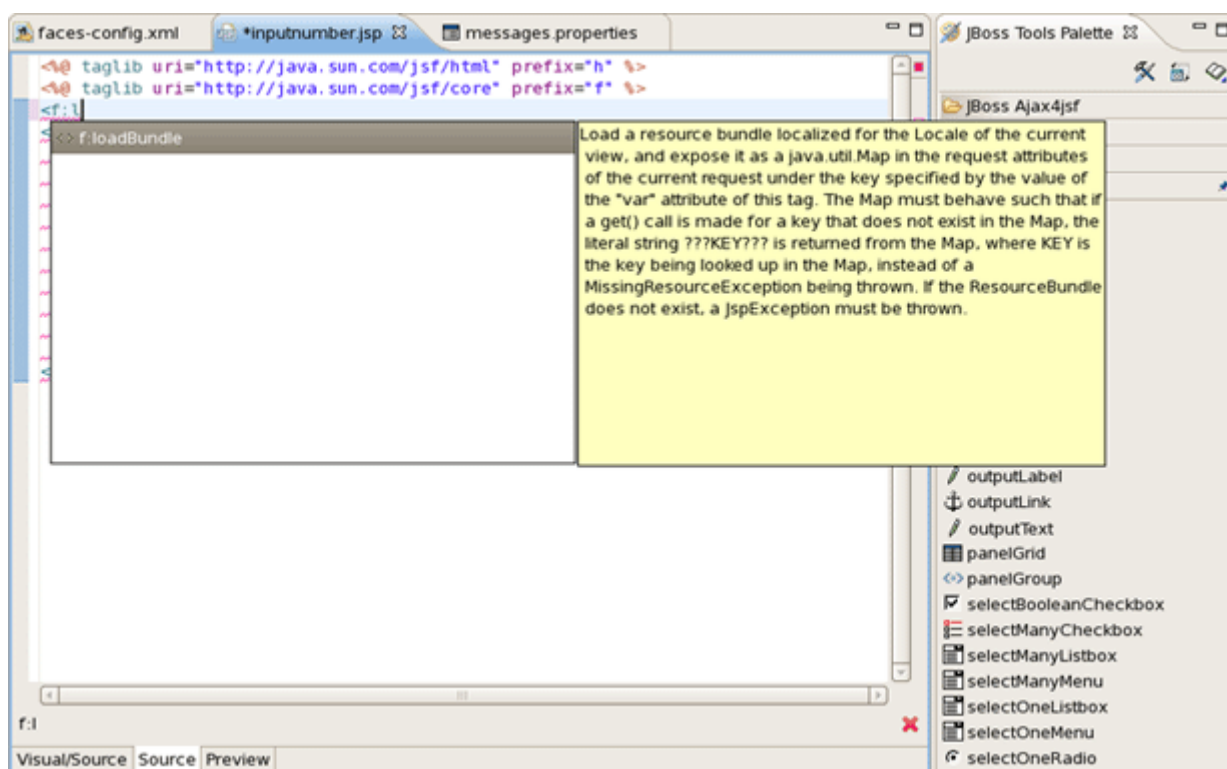 faces-config.xml
*inputnumber.jsp
messages.properties
JBoss Tools Palette
<%@ taglib uri="http://java.sun.com/jsf/html" prefix="h" %>
<%@ taglib uri="http://java.sun.com/jsf/core" prefix="f" %>
<f:l
JBoss Ajax4jsf
f:loadBundle
Load a resource bundle localized for the Locale of the current
view, and expose it as a java.util.Map in the request attributes
of the current request under the key specified by the value of
the "var" attribute of this tag. The Map must behave such that if
a get() call is made for a key that does not exist in the Map, the
literal string ???KEY??? is returned from the Map, where KEY is
the key being looked up in the Map, instead of a
MissingResourceException being thrown. If the ResourceBundle
does not exist, a JspException must be thrown.
outputLabel
outputLink
outputText
panelGrid
panelGroup
selectBooleanCheckbox
selectManyCheckbox
selectManyListbox
selectManyMenu
selectOneListbox
selectOneMenu
selectOneRadio
f:l
Visual/Source Source Preview